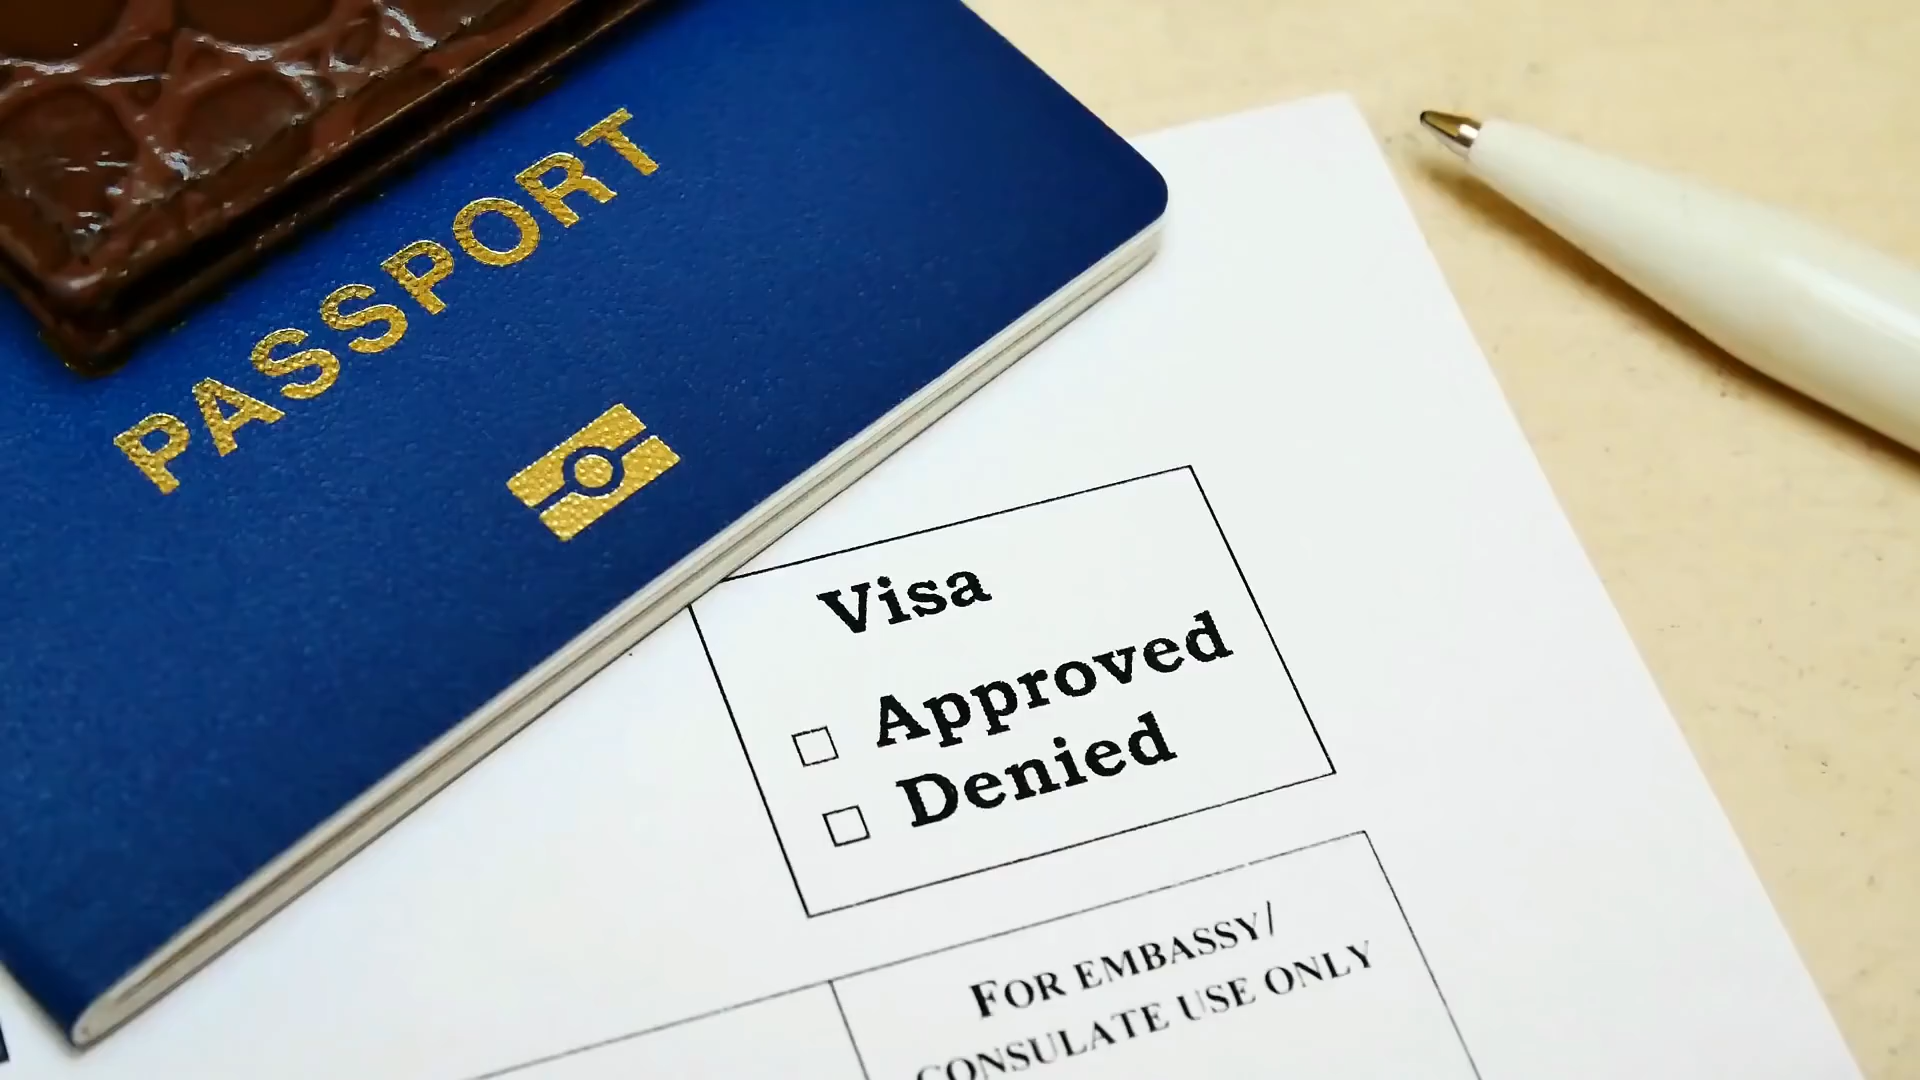 PASSPORT
Visa
Approved
Denied
FOR EMBASSY/
CONSULATE USE ONLY